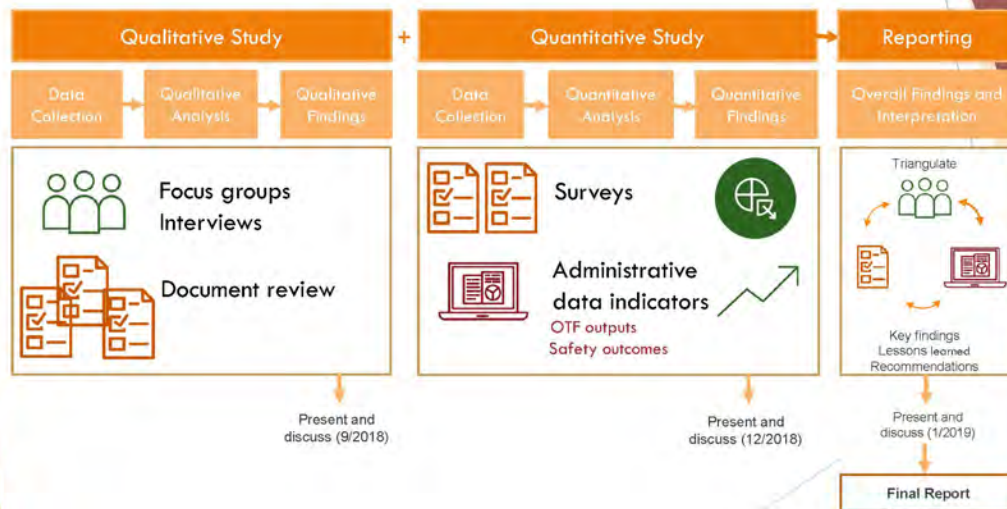 Qualitative Study
+
Quantitative Study
Reporting
Data
Collection
Qualitative
Analysis
Qualitative
Findings
Data
Collection
Quantitative
Analysis
Quantitative
Findings
Overall Findings and
Interpretation
Focus groups
Interviews
Document review
Surveys
Administrative
data indicators
OTF outputs
Safety outcomes
Triangulate
Key findings
Lessons learned
Recommendations
Present and
discuss (9/2018)
Present and
discuss (12/2018)
Present and
discuss (1/2019)
Final Report